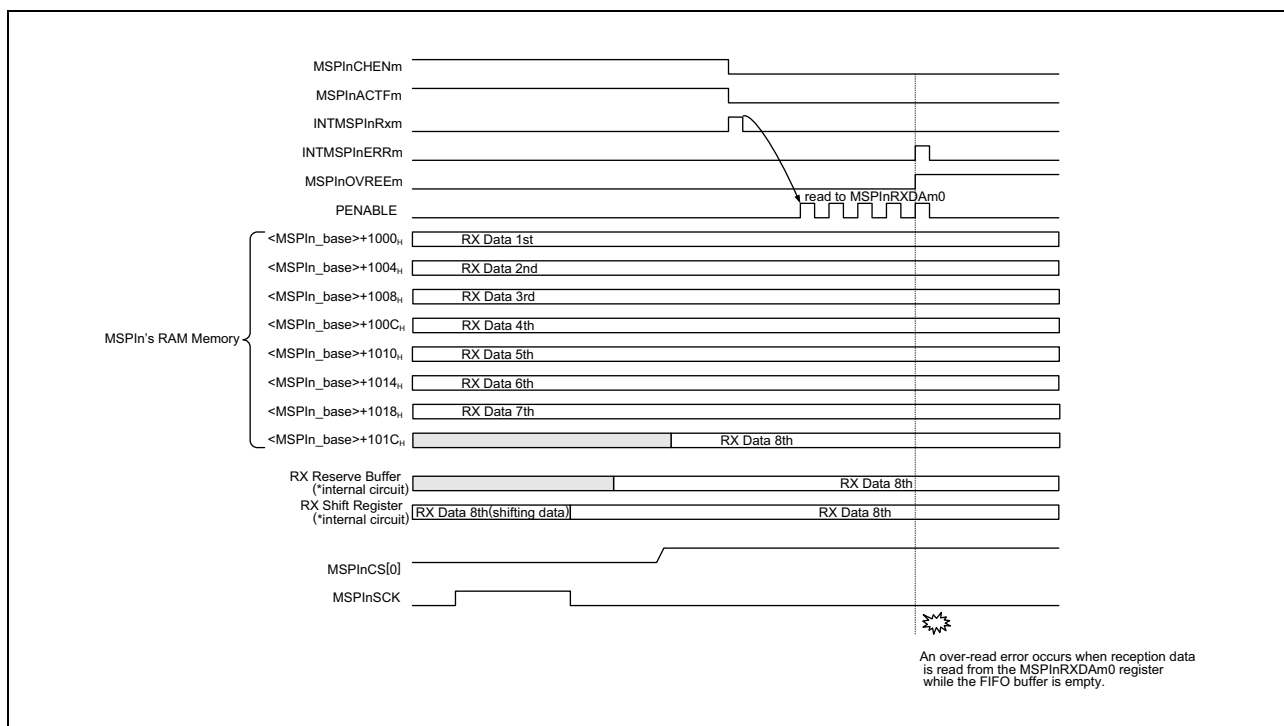 MSPInCHENm
MSPInACTFm
INTMSPInRxm
INTMSPInERRm
MSPInOVREEm
read to MSPInRXDAm0
PENABLE
<MSPIn_base>+1000H RX Data 1st
<MSPIn_base>+1004H RX Data 2nd
<MSPIn_base>+1008H RX Data 3rd
<MSPIn_base>+100CH RX Data 4th
MSPIn's RAM Memory
<MSPIn_base>+1010H RX Data 5th
<MSPIn_base>+1014H RX Data 6th
<MSPIn_base>+1018H RX Data 7th
<MSPIn_base>+101CH RX Data 8th
RX Reserve Buffer
(*internal circuit) RX Data 8th
RX Shift Register
(*internal circuit) RX Data 8th(shifting data) RX Data 8th
MSPInCS[0]
MSPInSCK
An over-read error occurs when reception data
is read from the MSPInRXDAm0 register
while the FIFO buffer is empty.